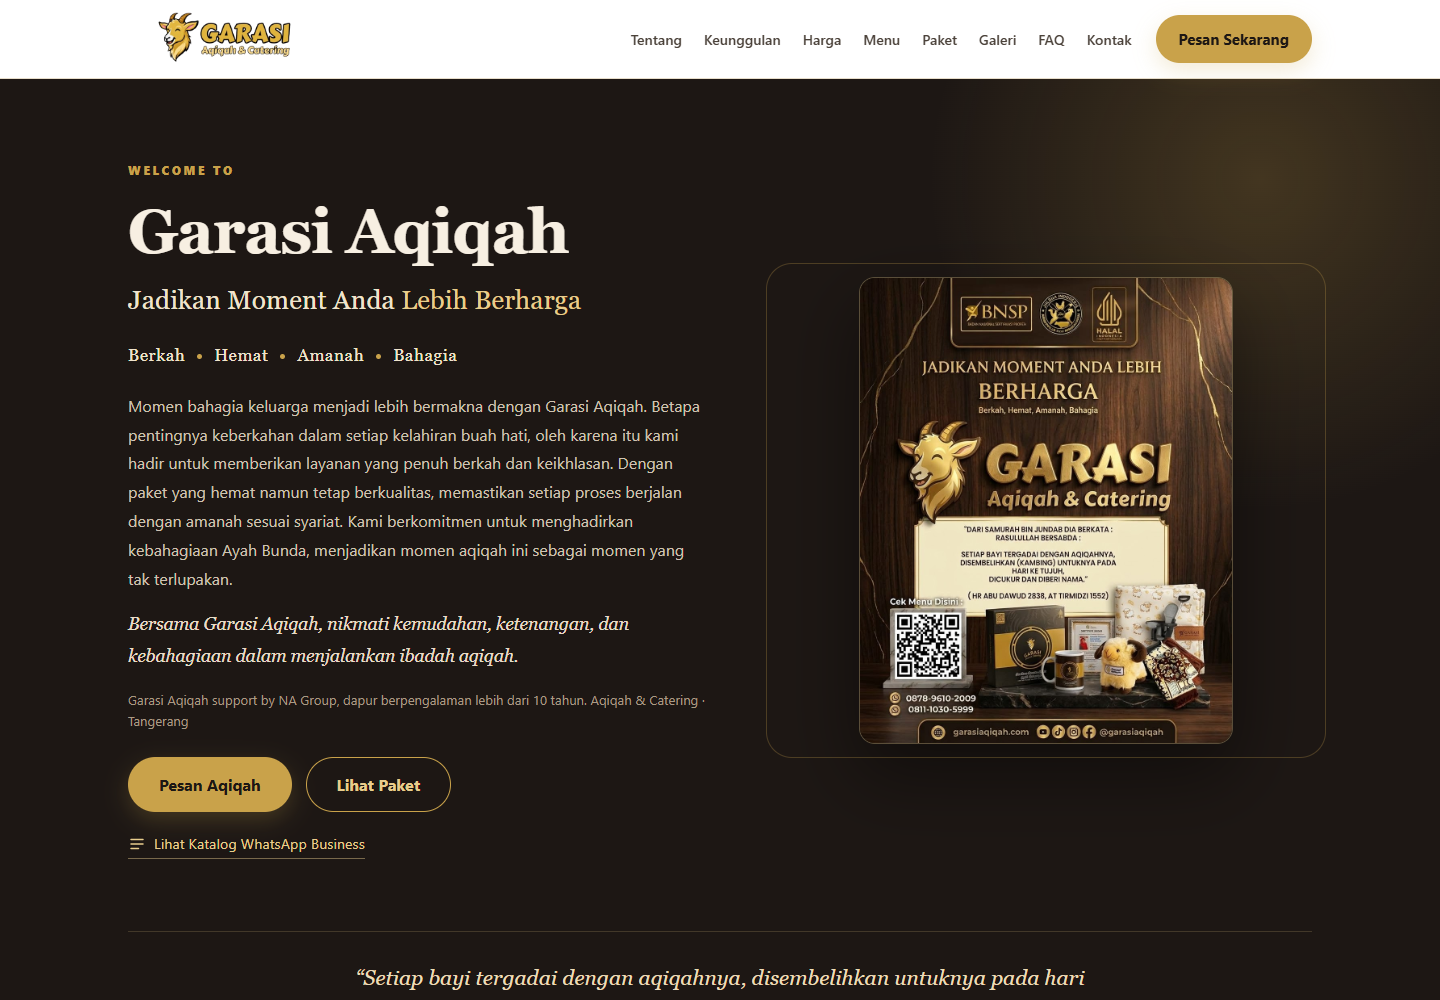 GARASI
Aqiqah & Catering
Tentang Keunggulan Harga Menu Paket Galeri FAQ Kontak Pesan Sekarang
WELCOME TO
Garasi Aqiqah
Jadikan Moment Anda Lebih Berharga
Berkah • Hemat • Amanah • Bahagia
Momen bahagia keluarga menjadi lebih bermakna dengan Garasi Aqiqah. Betapa
pentingnya keberkahan dalam setiap kelahiran buah hati, oleh karena itu kami
hadir untuk memberikan layanan yang penuh berkah dan keikhlasan. Dengan
paket yang hemat namun tetap berkualitas, memastikan setiap proses berjalan
dengan amanah sesuai syariat. Kami berkomitmen untuk menghadirkan
kebahagiaan Ayah Bunda, menjadikan momen aqiqah ini sebagai momen yang
tak terlupakan.
Bersama Garasi Aqiqah, nikmati kemudahan, ketenangan, dan
kebahagiaan dalam menjalankan ibadah aqiqah.
Garasi Aqiqah support by NA Group, dapur berpengalaman lebih dari 10 tahun. Aqiqah & Catering ·
Tangerang
Pesan Aqiqah Lihat Paket
Lihat Katalog WhatsApp Business
BNSP
HALAL
INDONESIA
JADIKAN MOMENT ANDA LEBIH
BERHARGA
Berkah, Hemat, Amanah, Bahagia
GARASI
Aqiqah & Catering
"DARI SAMURAH BIN JUNDAB DIA BERKATA :
RASULULLAH BERSABDA :
SETIAP BAYI TERGADAI DENGAN AQIQAHNYA,
DISEMBELIHKAN (KAMBING) UNTUKNYA PADA
HARI KE TUJUH,
DICUKUR DAN DIBERI NAMA."
( HR ABU DAWUD 2838, AT TIRMIDZI 1552)
Cek Menu Disini :
0878-9610-2009
0811-1030-5999
garasiaqiqah.com @garasiaqiqah
“Setiap bayi tergadai dengan aqiqahnya, disembelihkan untuknya pada hari